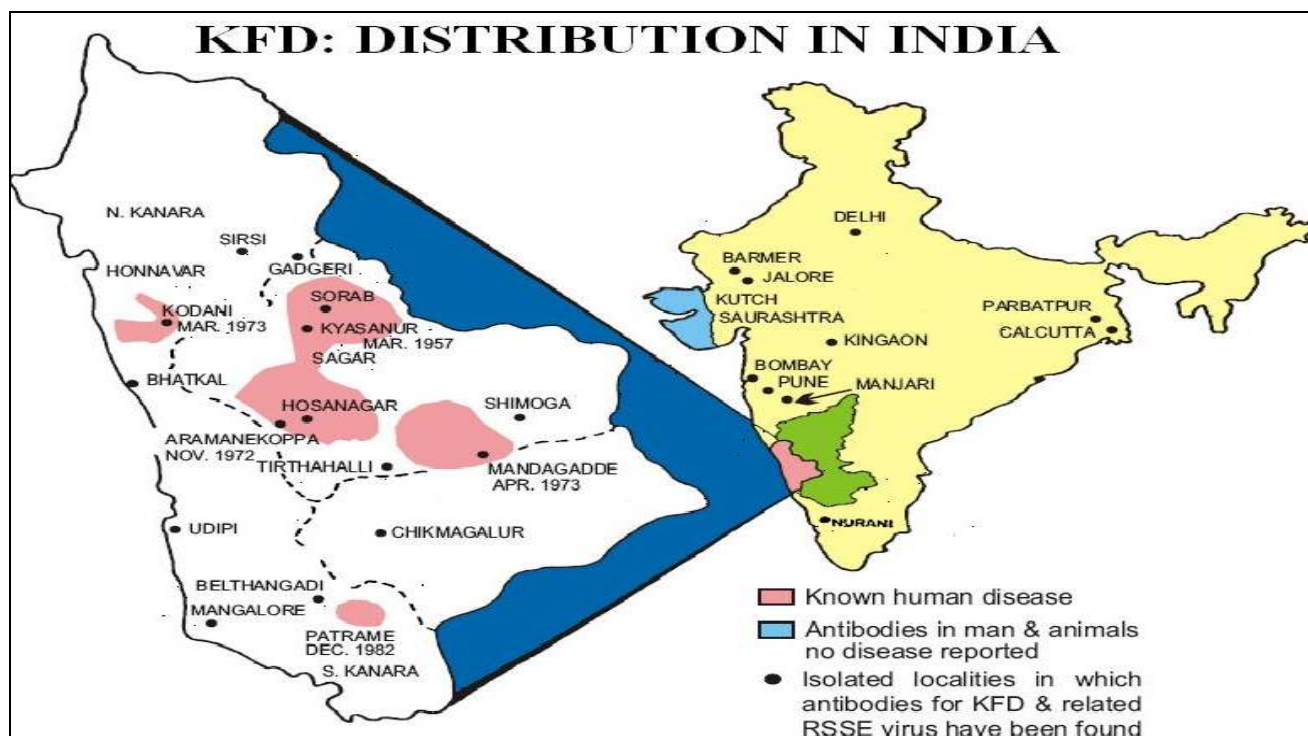 KFD: DISTRIBUTION IN INDIA
N. KANARA
SIRSI
HONNAVAR
GADGERI
KODANI
MAR. 1973
SORAB
KYASANUR
MAR. 1957
SAGAR
BHATKAL
HOSANAGAR
ARAMANEKOPPA
NOV. 1972
SHIMOGA
TIRTHAHALLI
MANDAGADDE
APR. 1973
UDIPI
CHIKMAGALUR
BELTHANGADI
MANGALORE
PATRAME
DEC. 1982
S. KANARA
DELHI
BARMER
JALORE
KUTCH
SAURASHTRA
PARBATPUR
CALCUTTA
KINGAON
BOMBAY
PUNE
MANJARI
NURANI
Known human disease
Antibodies in man & animals
no disease reported
Isolated localities in which
antibodies for KFD & related
RSSE virus have been found